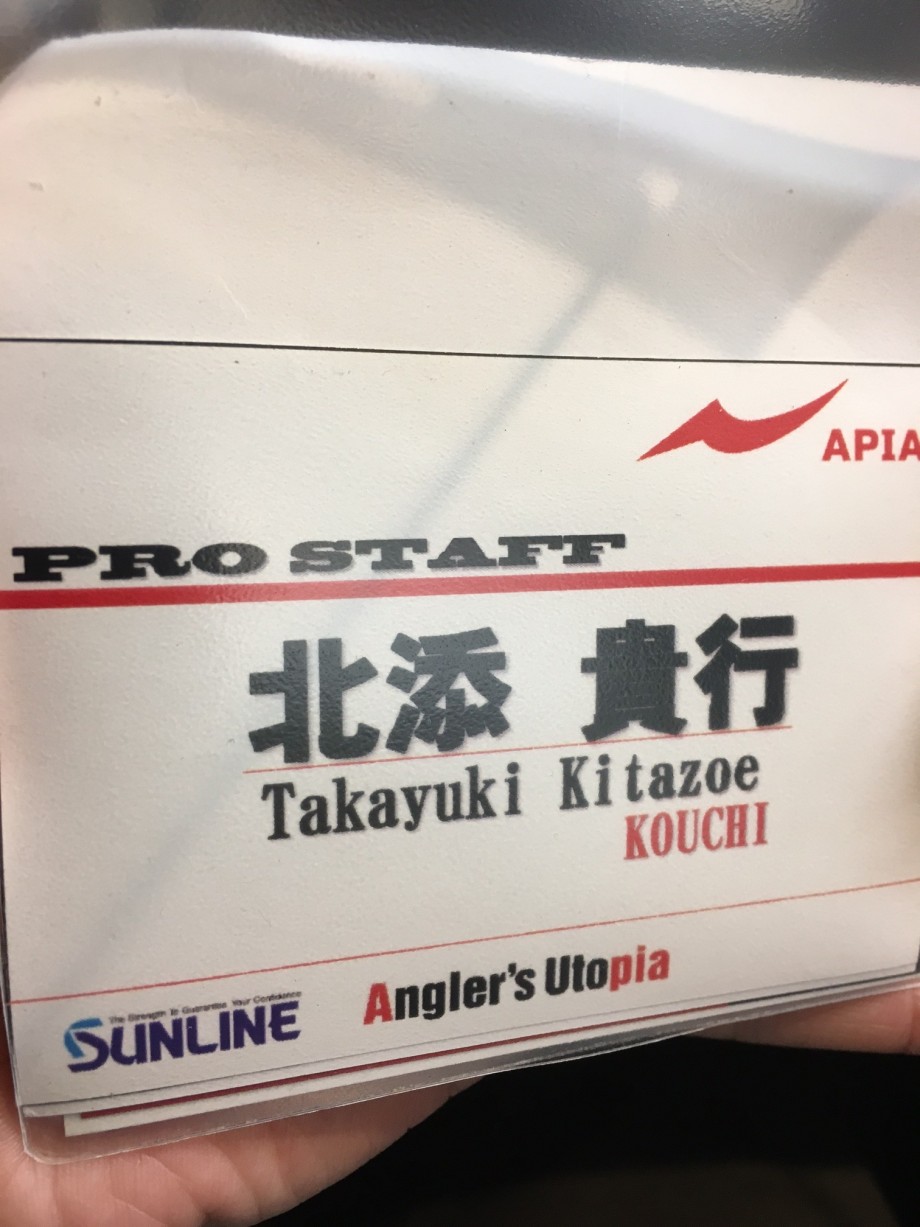 APIA
PRO STAFF
北添 貴行
Takayuki Kitazoe
KOUCHI
The Strength To Guarantee Your Confidence
SUNLINE
Angler's Utopia